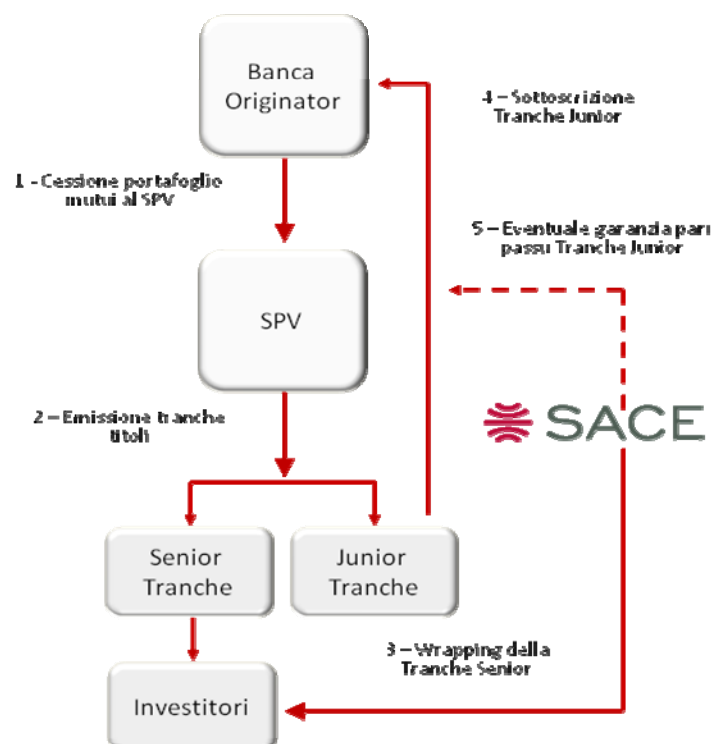 Banca
Originator
4 – Sottoscrizione
Tranche Junior
1 - Cessione portafoglio
mutui al SPV
5 – Eventuale garanzia pari
passu Tranche Junior
SPV
SACE
2 – Emissione tranche
titoli
Senior
Tranche
Junior
Tranche
3 – Wrapping della
Tranche Senior
Investitori